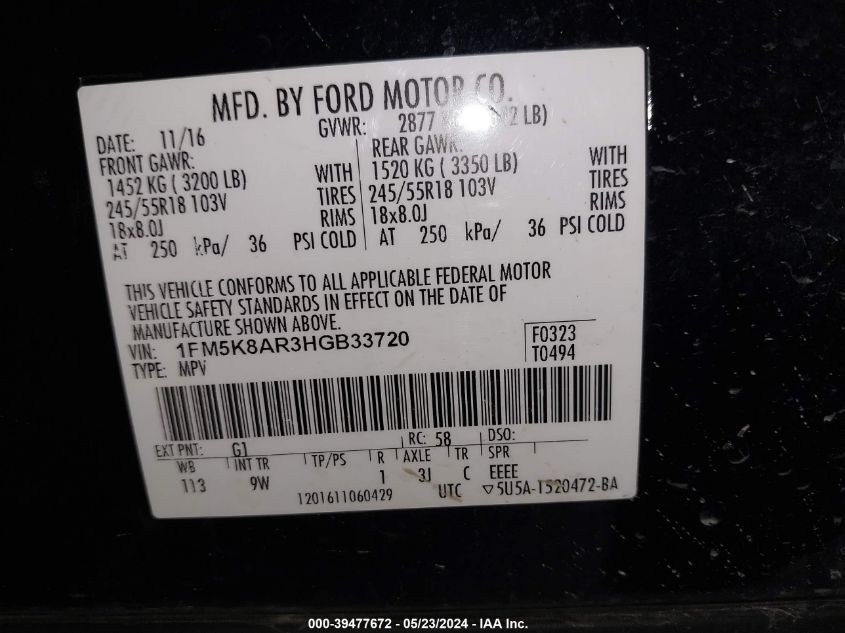 MFD. BY FORD MOTOR CO.
DATE: 11/16 GVWR: 2877 LB)
FRONT GAWR: REAR GAWR:
1452 KG ( 3200 LB) WITH 1520 KG ( 3350 LB) WITH
245/55R18 103V TIRES 245/55R18 103V TIRES
18x8.0J RIMS 18x8.0J RIMS
AT 250 kPa/ 36 PSI COLD AT 250 kPa/ 36 PSI COLD
THIS VEHICLE CONFORMS TO ALL APPLICABLE FEDERAL MOTOR
VEHICLE SAFETY STANDARDS IN EFFECT ON THE DATE OF
MANUFACTURE SHOWN ABOVE.
VIN: 1FM5K8AR3HGB33720 F0323
TYPE: MPV T0494
EXT PNT: G1 RC: 58 DSO:
WB INT TR TP/PS R AXLE TR SPR
113 9W 1 3J C EEEE
1201611060429 UTC ▽5U5A-1520472-BA
000-39477672 - 05/23/2024 - IAA Inc.